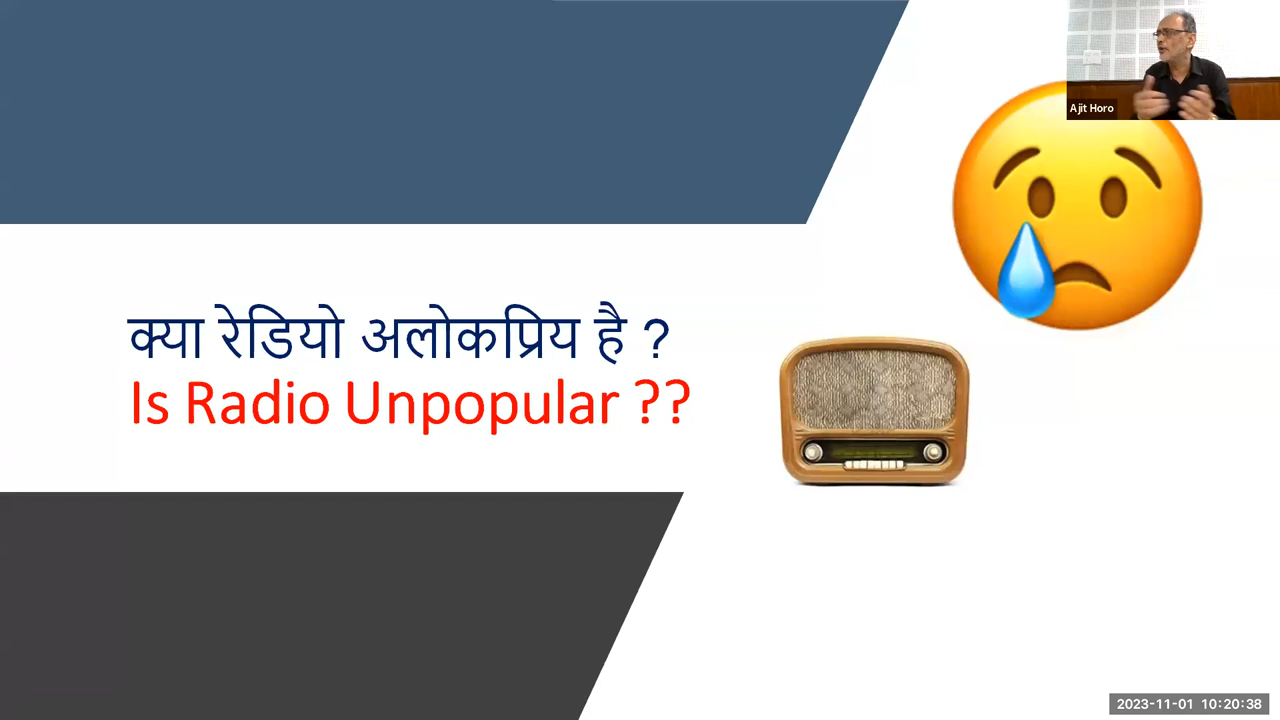 Ajit Horo
क्या रेडियो अलोकप्रिय है ?
Is Radio Unpopular ??
2023-11-01 10:20:38